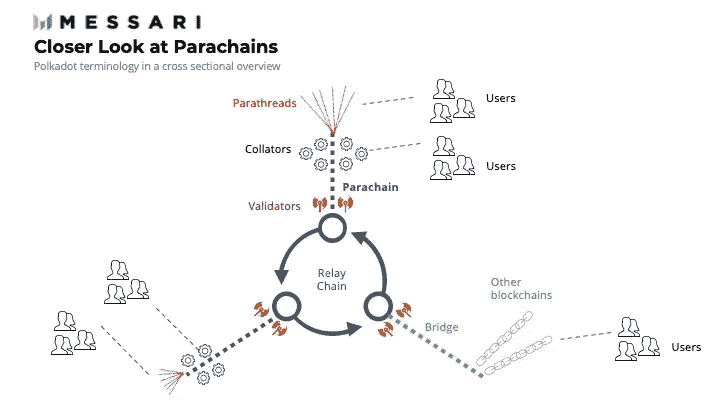 MESSARI
Closer Look at Parachains
Polkadot terminology in a cross sectional overview
Parathreads
Users
Collators
Users
Parachain
Validators
Relay
Chain
Other
blockchains
Bridge
Users